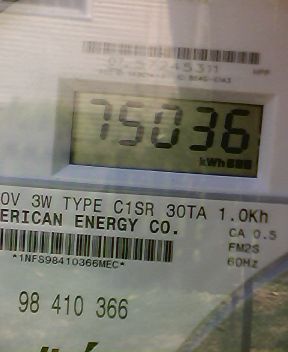 75036
kWh
0V 3W TYPE C1SR 30TA 1.0Kh
ERICAN ENERGY CO.
CA 0.5
FM2S
60Hz
*1NFS98410366MEC*
98 410 366